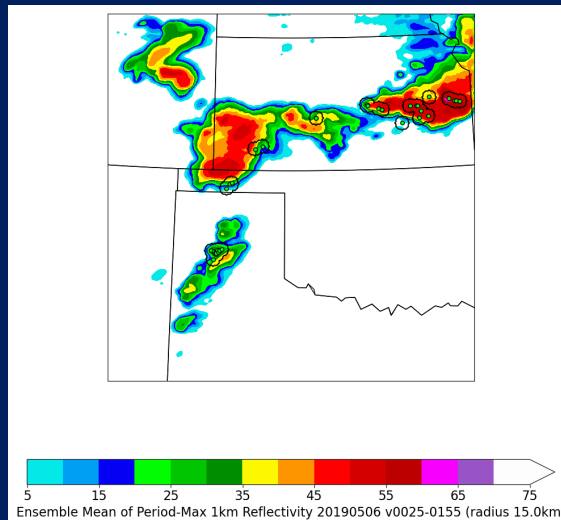 5 15 25 35 45 55 65 75
Ensemble Mean of Period-Max 1km Reflectivity 20190506 v0025-0155 (radius 15.0km